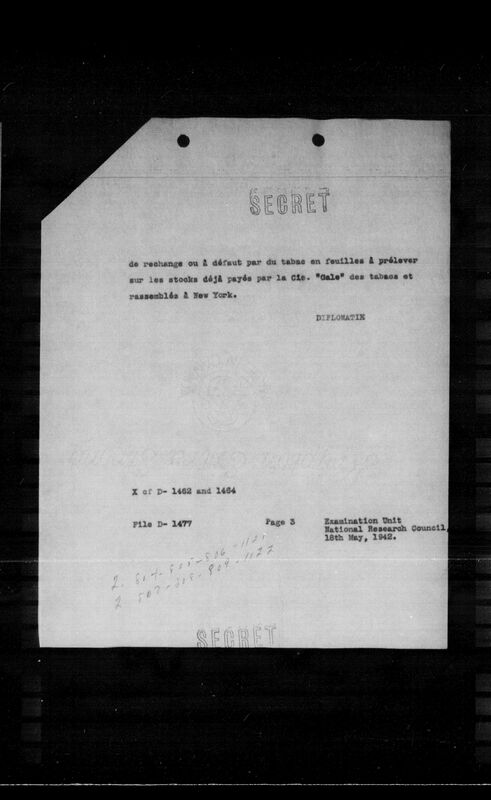 SECRET
de rechange ou à défaut par du tabac en feuilles à prélever
sur les stocks déjà payés par la Cie. "Gale" des tabacs et
rassemblés à New York.
DIPLOMATIE
X of D- 1462 and 1464
File D- 1477 Page 3 Examination Unit
National Research Council,
18th May, 1942.
SECRET